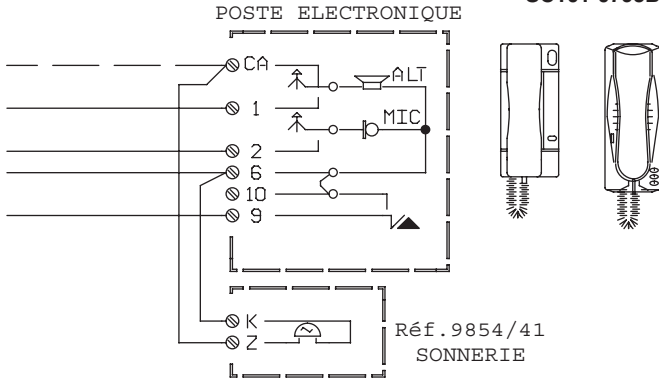 POSTE ELECTRONIQUE
CA
ALT
1
MIC
2
6
10
9
K
Réf.9854/41
Z
SONNERIE